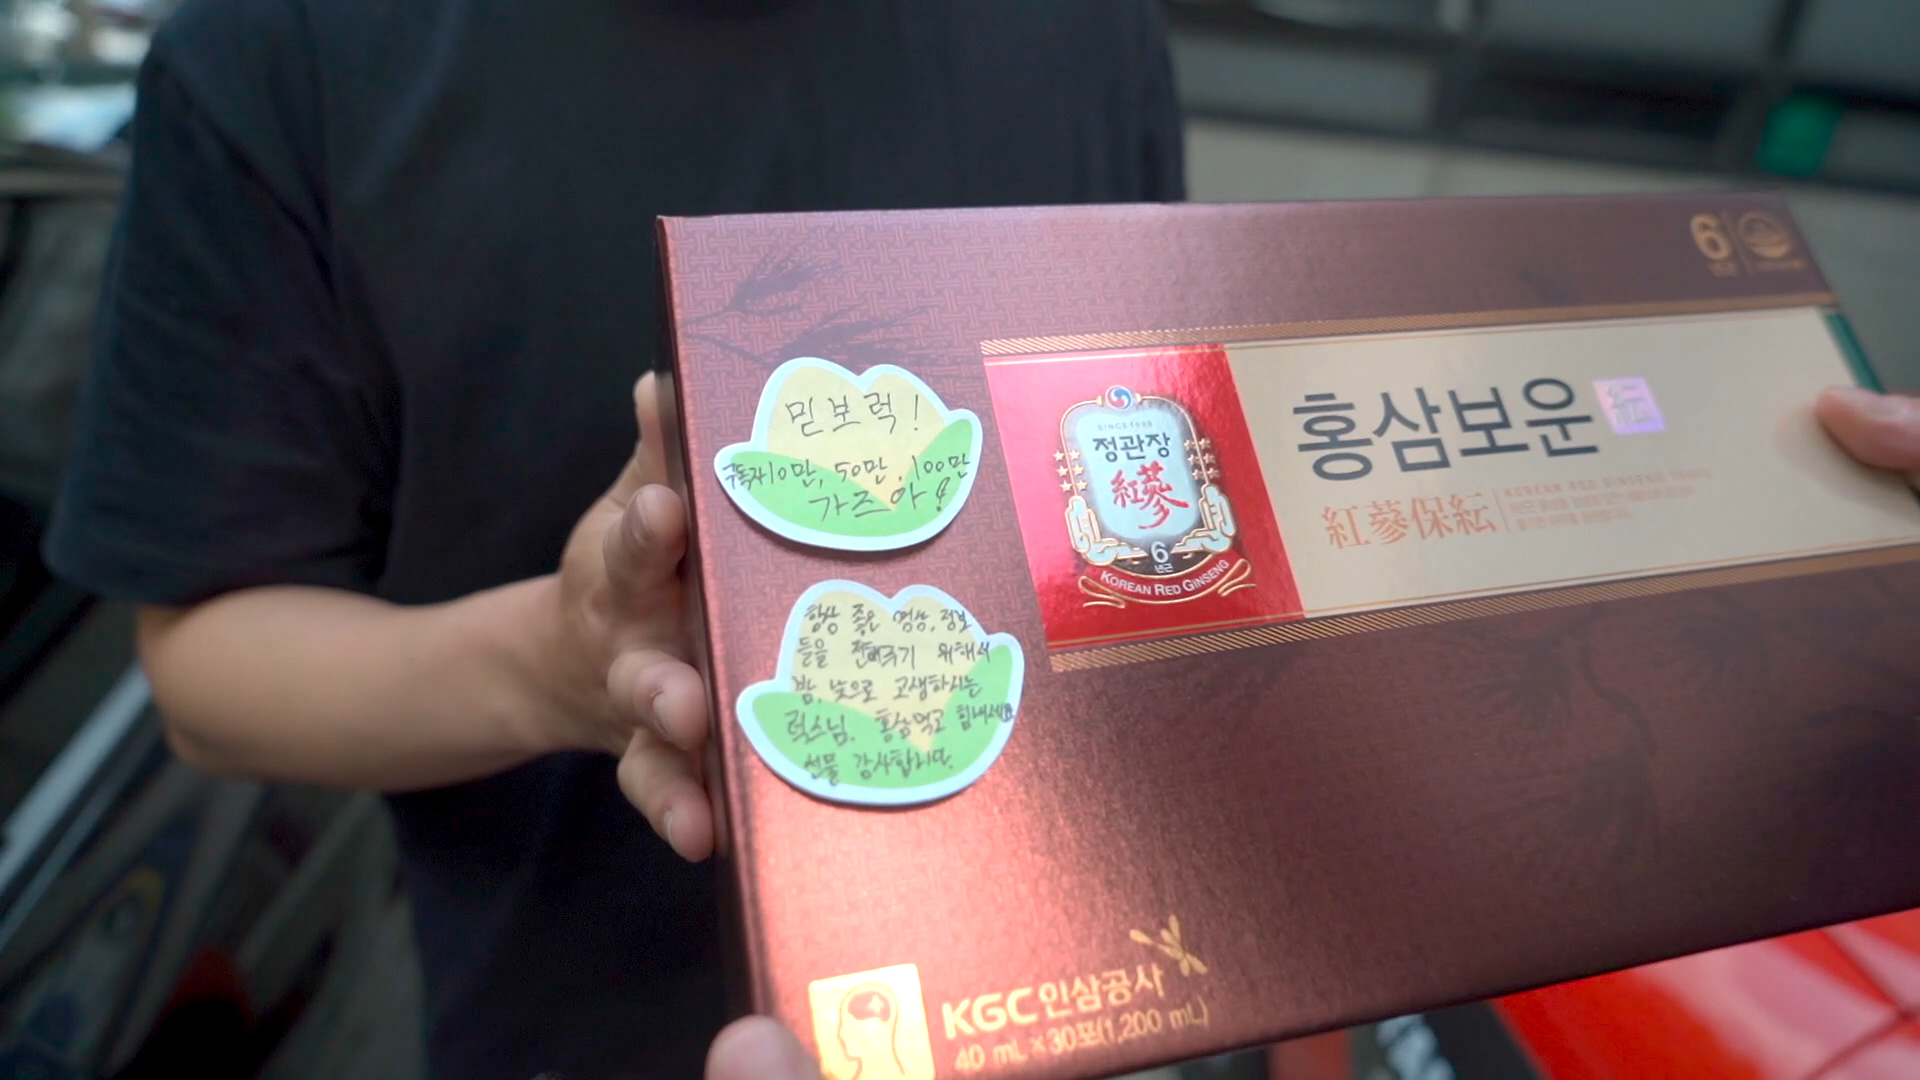 믿보럭!
구독자10만, 50만, 100만
가즈아!
항상 좋은 영상, 정보
들을 전해주기 위해서
밤, 낮으로 고생하시는
럭스님. 홍삼먹고 힘내세요
선물 감사합니다.
SINCE1899
정관장
紅蔘
6
년근
KOREAN RED GINSENG
홍삼보운
紅蔘保紜
6
KGC인삼공사
40 mL×30포(1,200 mL)